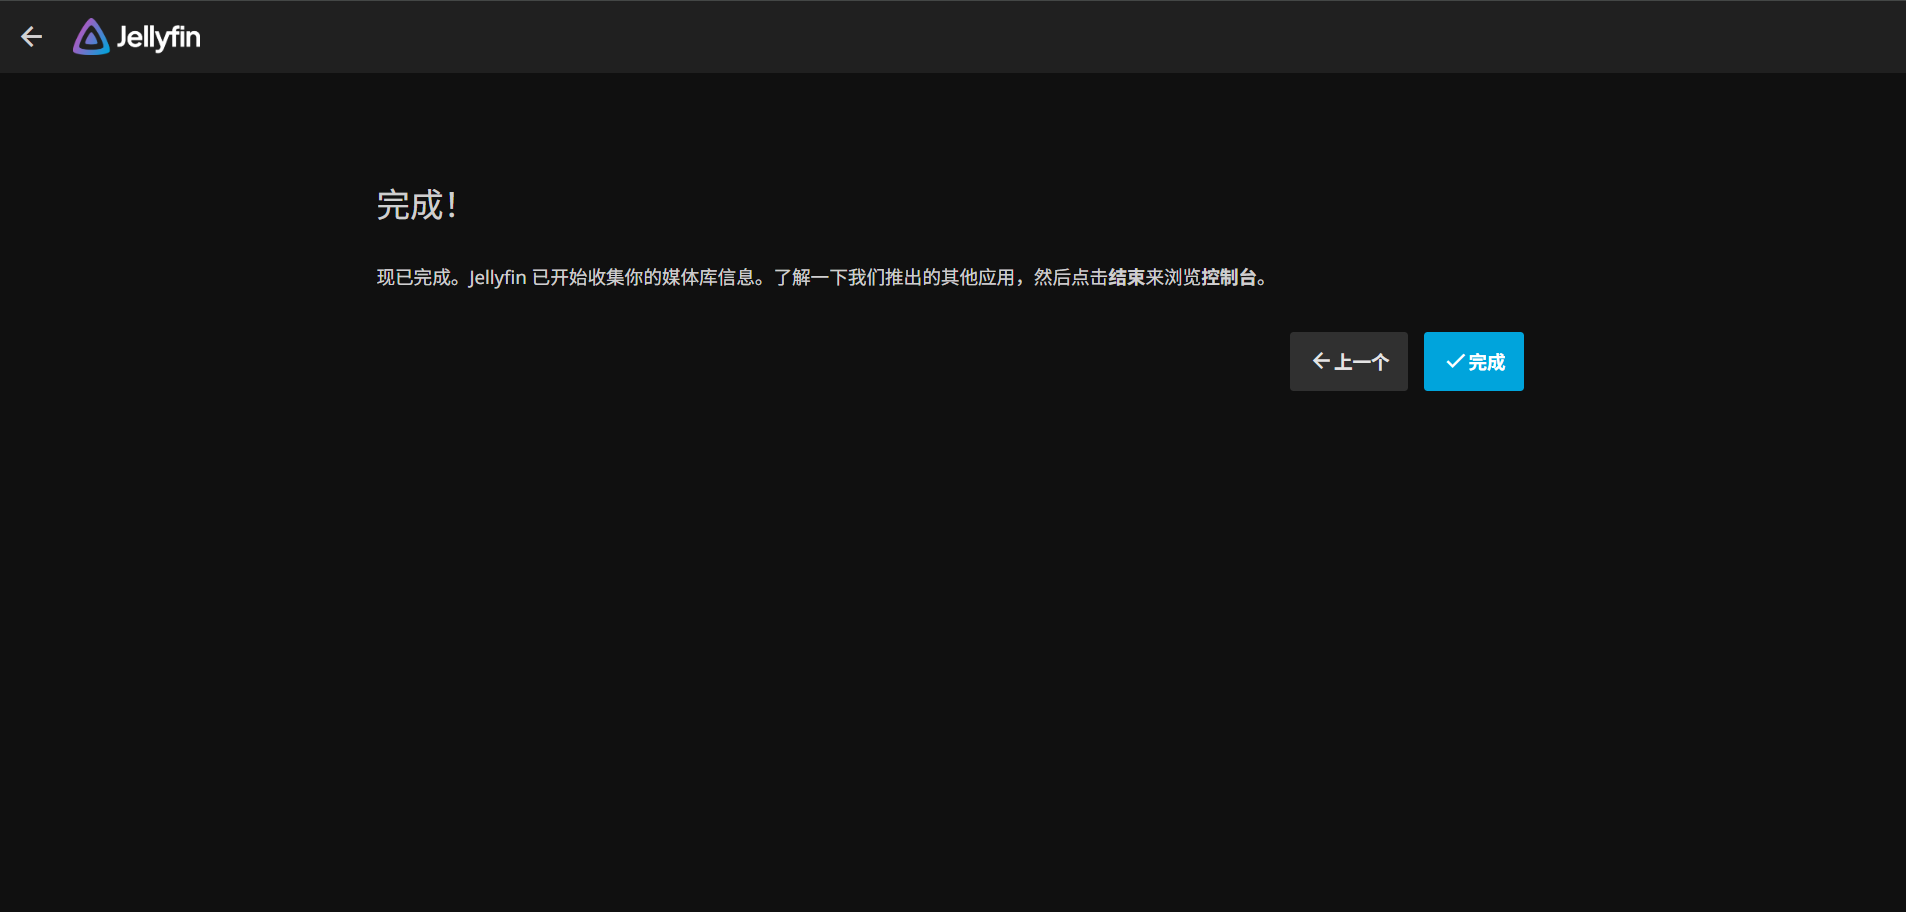 Jellyfin
完成！
现已完成。Jellyfin 已开始收集你的媒体库信息。了解一下我们推出的其他应用，然后点击结束来浏览控制台。
上一个
完成